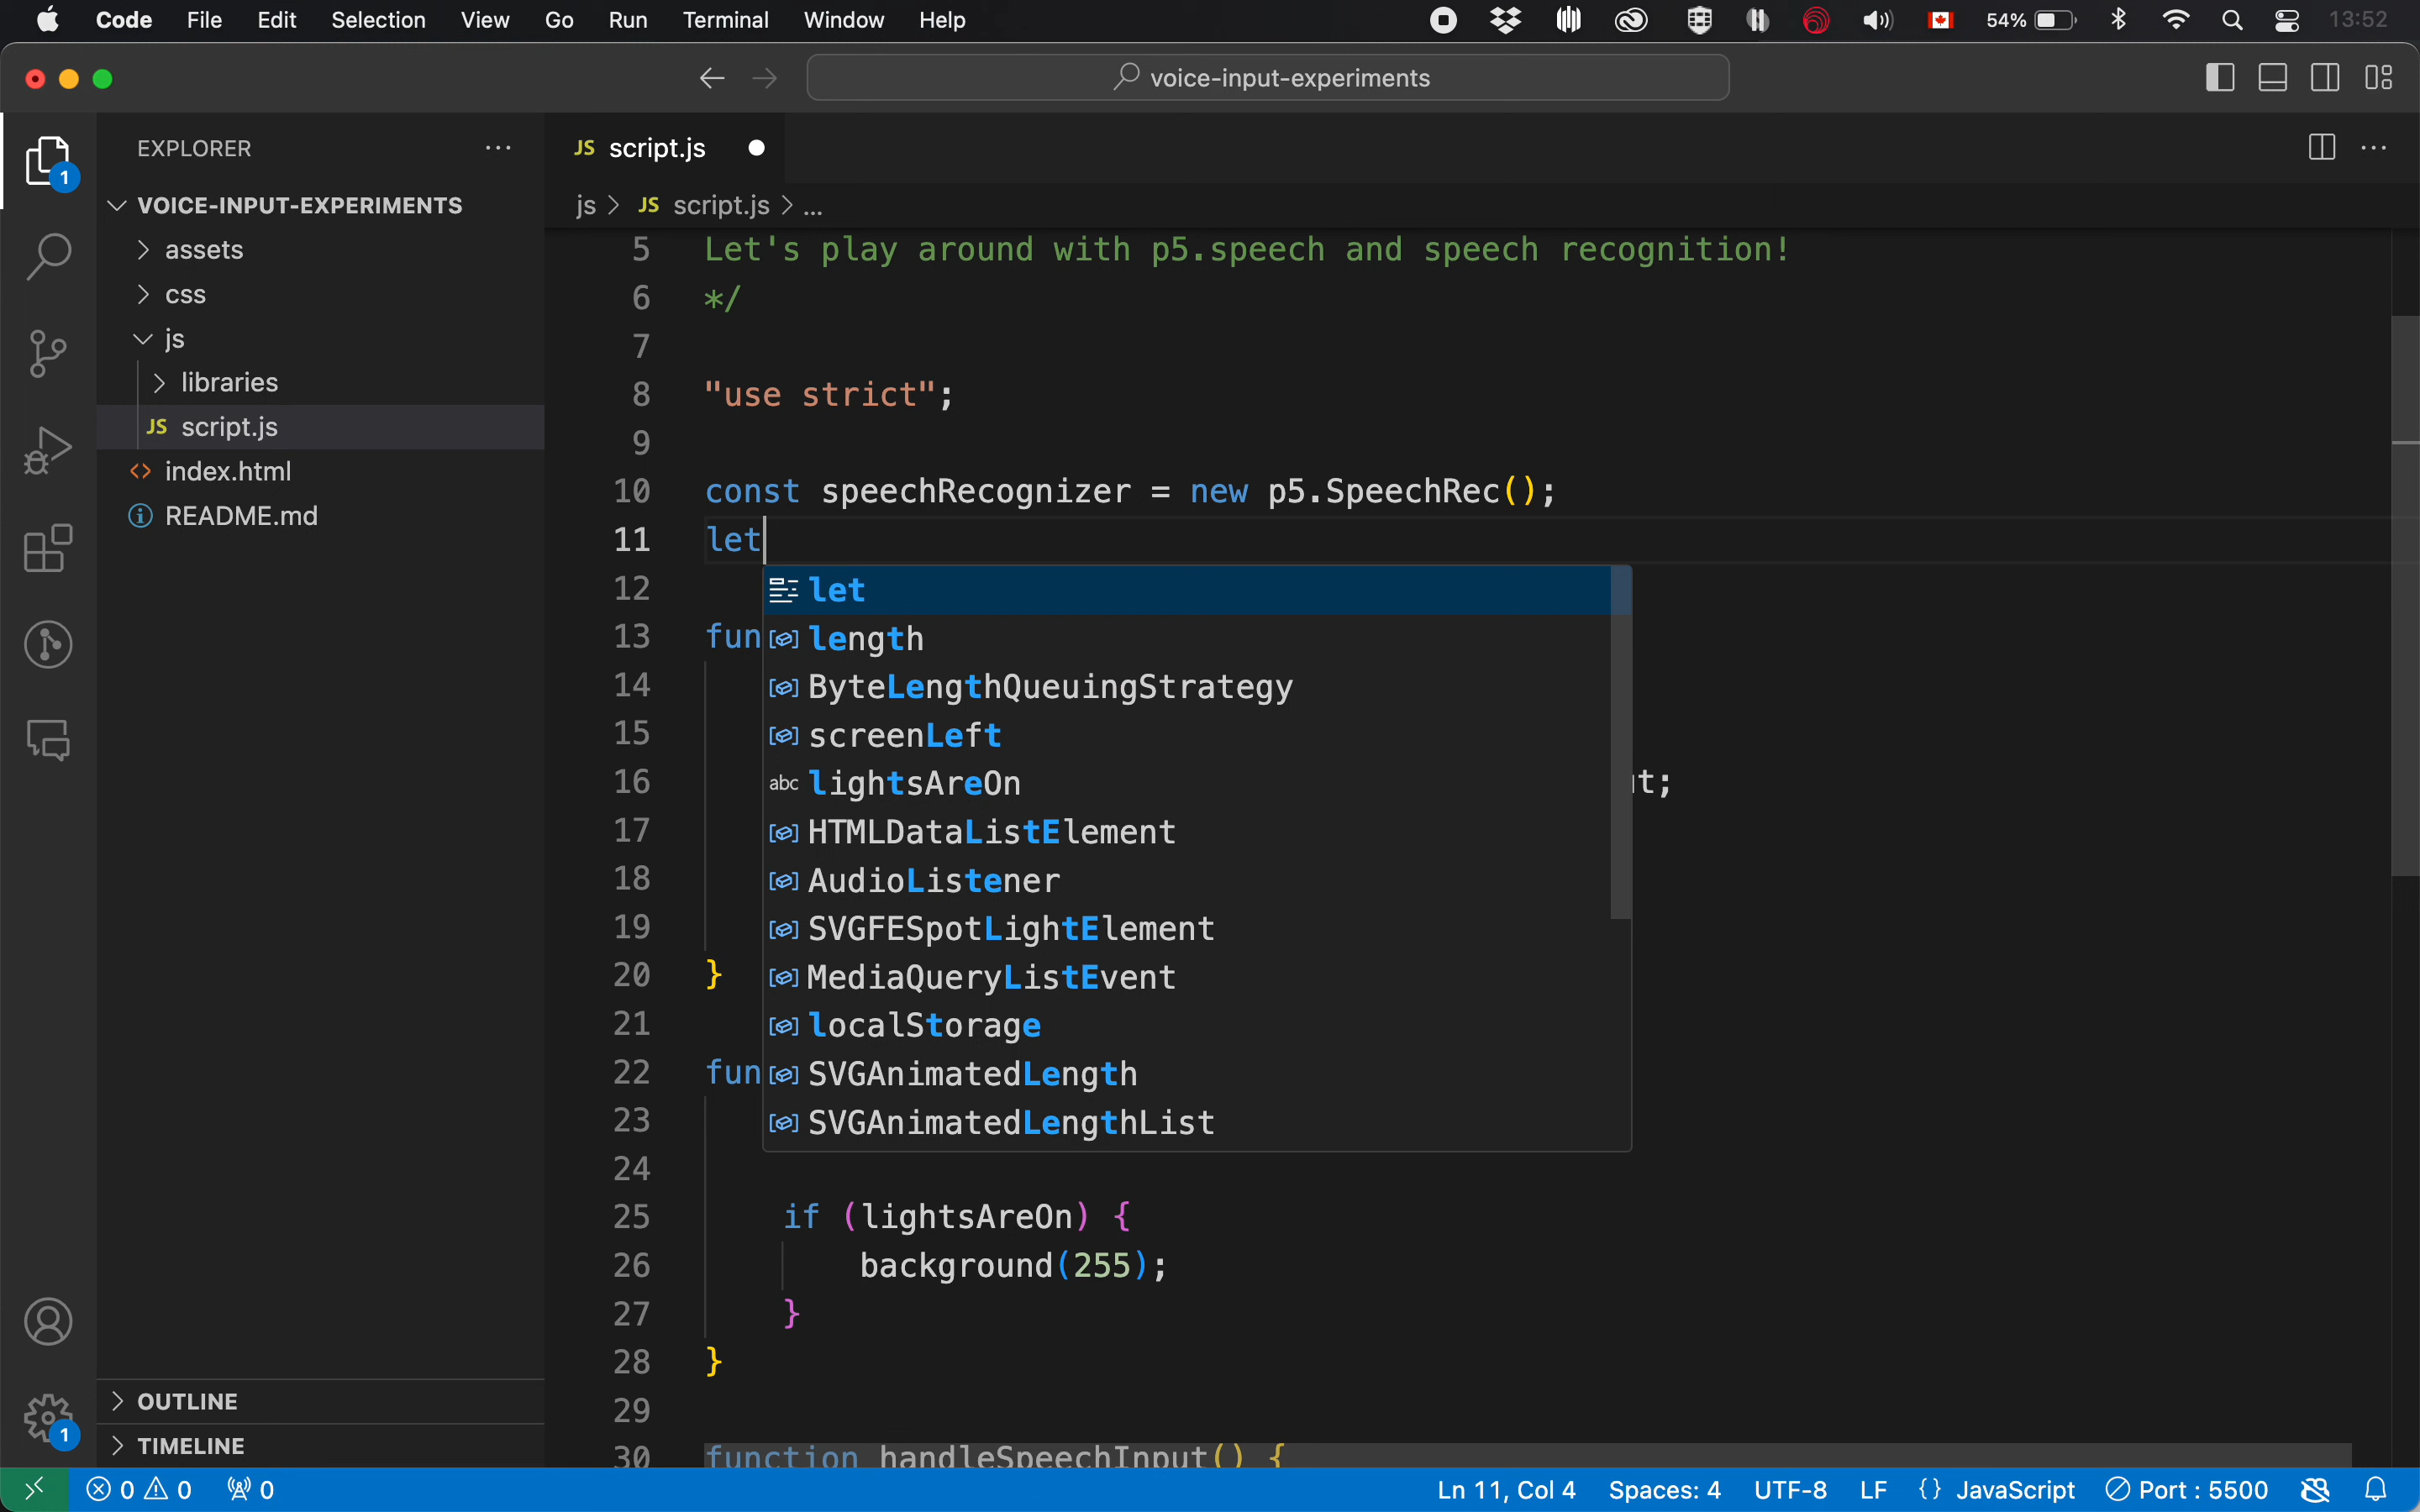 Code File Edit Selection View Go Run Terminal Window Help 54% 13:52
voice-input-experiments
EXPLORER
VOICE-INPUT-EXPERIMENTS
assets
css
js
libraries
JS script.js
index.html
README.md
OUTLINE
TIMELINE
1
1
JS script.js
js > JS script.js > ...
5 Let's play around with p5.speech and speech recognition!
6 */
7
8 "use strict";
9
10 const speechRecognizer = new p5.SpeechRec();
11 let
12
13 fun
14
15
16 t;
17
18
19
20 }
21
22 fun
23
24
25 if (lightsAreOn) {
26 background(255);
27 }
28 }
29
30 function handleSpeechInput() {
let
length
ByteLengthQueuingStrategy
screenLeft
abc lightsAreOn
HTMLDataListElement
AudioListener
SVGFESpotLightElement
MediaQueryListEvent
localStorage
SVGAnimatedLength
SVGAnimatedLengthList
0 0 0 Ln 11, Col 4 Spaces: 4 UTF-8 LF {} JavaScript Port : 5500